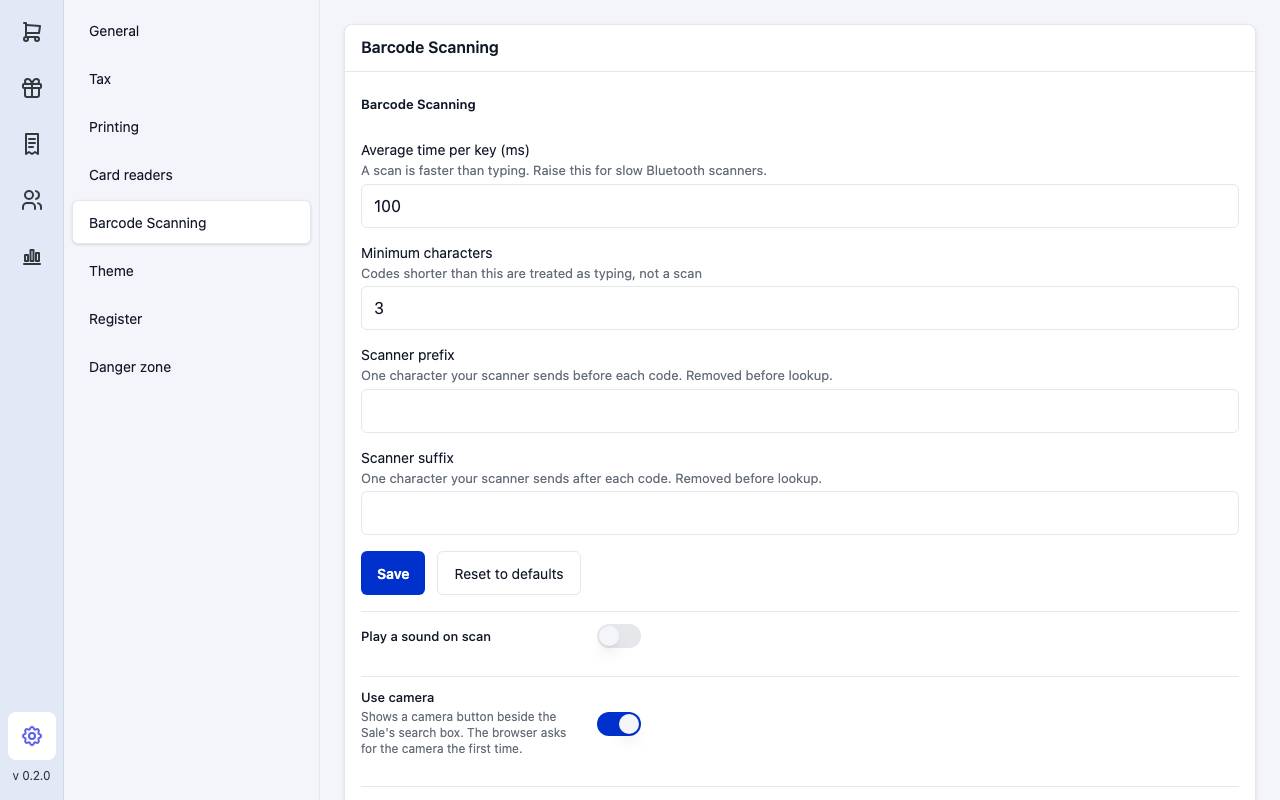 General
Tax
Printing
Card readers
Barcode Scanning
Theme
Register
Danger zone
v 0.2.0
Barcode Scanning
Barcode Scanning
Average time per key (ms)
A scan is faster than typing. Raise this for slow Bluetooth scanners.
100
Minimum characters
Codes shorter than this are treated as typing, not a scan
3
Scanner prefix
One character your scanner sends before each code. Removed before lookup.
Scanner suffix
One character your scanner sends after each code. Removed before lookup.
Save
Reset to defaults
Play a sound on scan
Use camera
Shows a camera button beside the
Sale's search box. The browser asks
for the camera the first time.